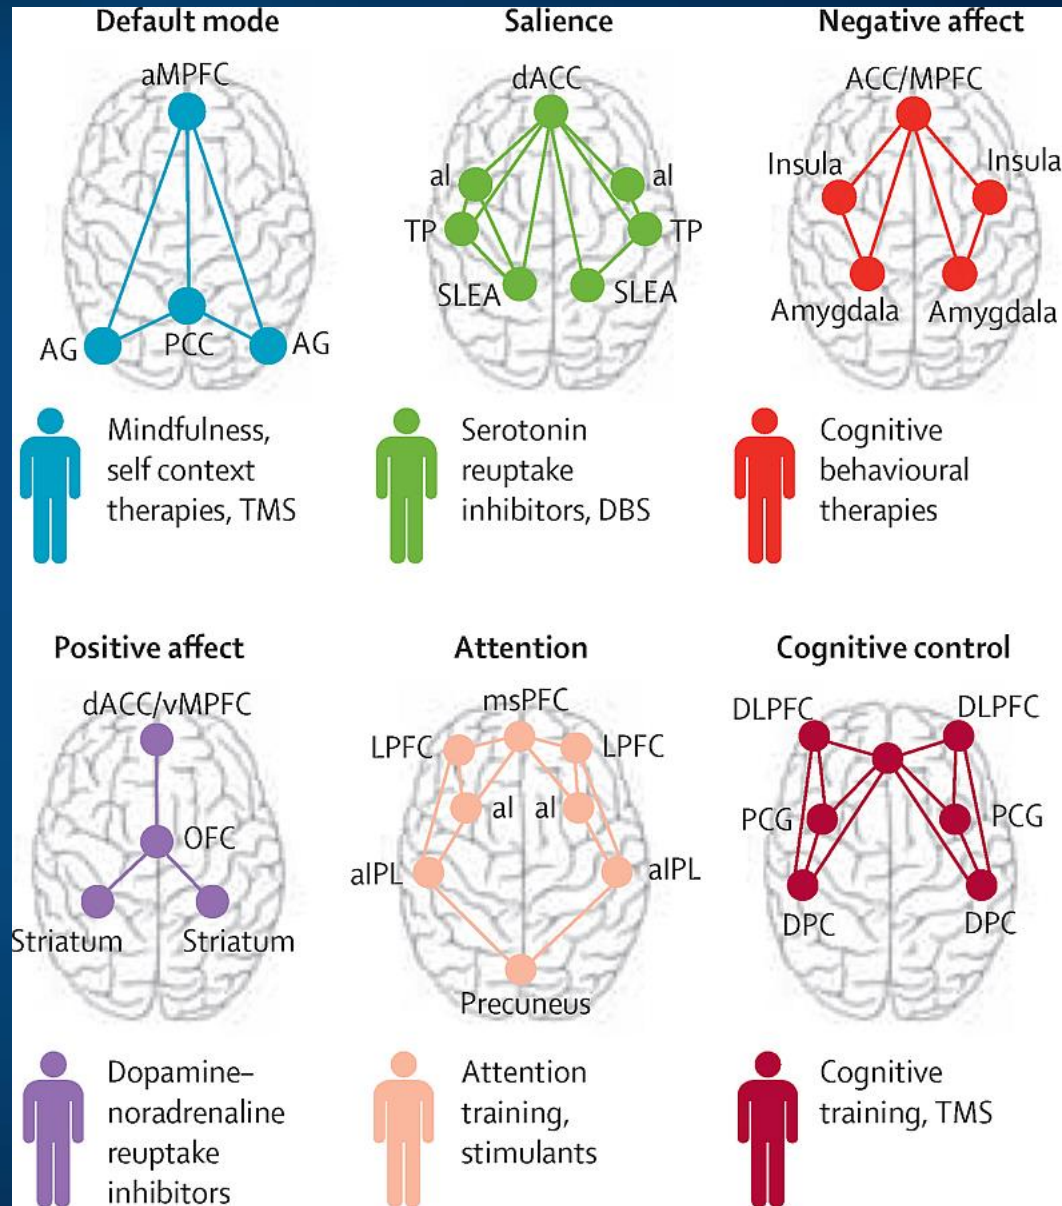 Default mode
aMPFC
AG
PCC
AG
Mindfulness,
self context
therapies, TMS
Salience
dACC
aI
aI
TP
TP
SLEA
SLEA
Serotonin
reuptake
inhibitors, DBS
Negative affect
ACC/MPFC
Insula
Insula
Amygdala
Amygdala
Cognitive
behavioural
therapies
Positive affect
dACC/vMPFC
OFC
Striatum
Striatum
Dopamine–
noradrenaline
reuptake
inhibitors
Attention
msPFC
LPFC
LPFC
aI
aI
aIPL
aIPL
Precuneus
Attention
training,
stimulants
Cognitive control
DLPFC
DLPFC
PCG
PCG
DPC
DPC
Cognitive
training, TMS